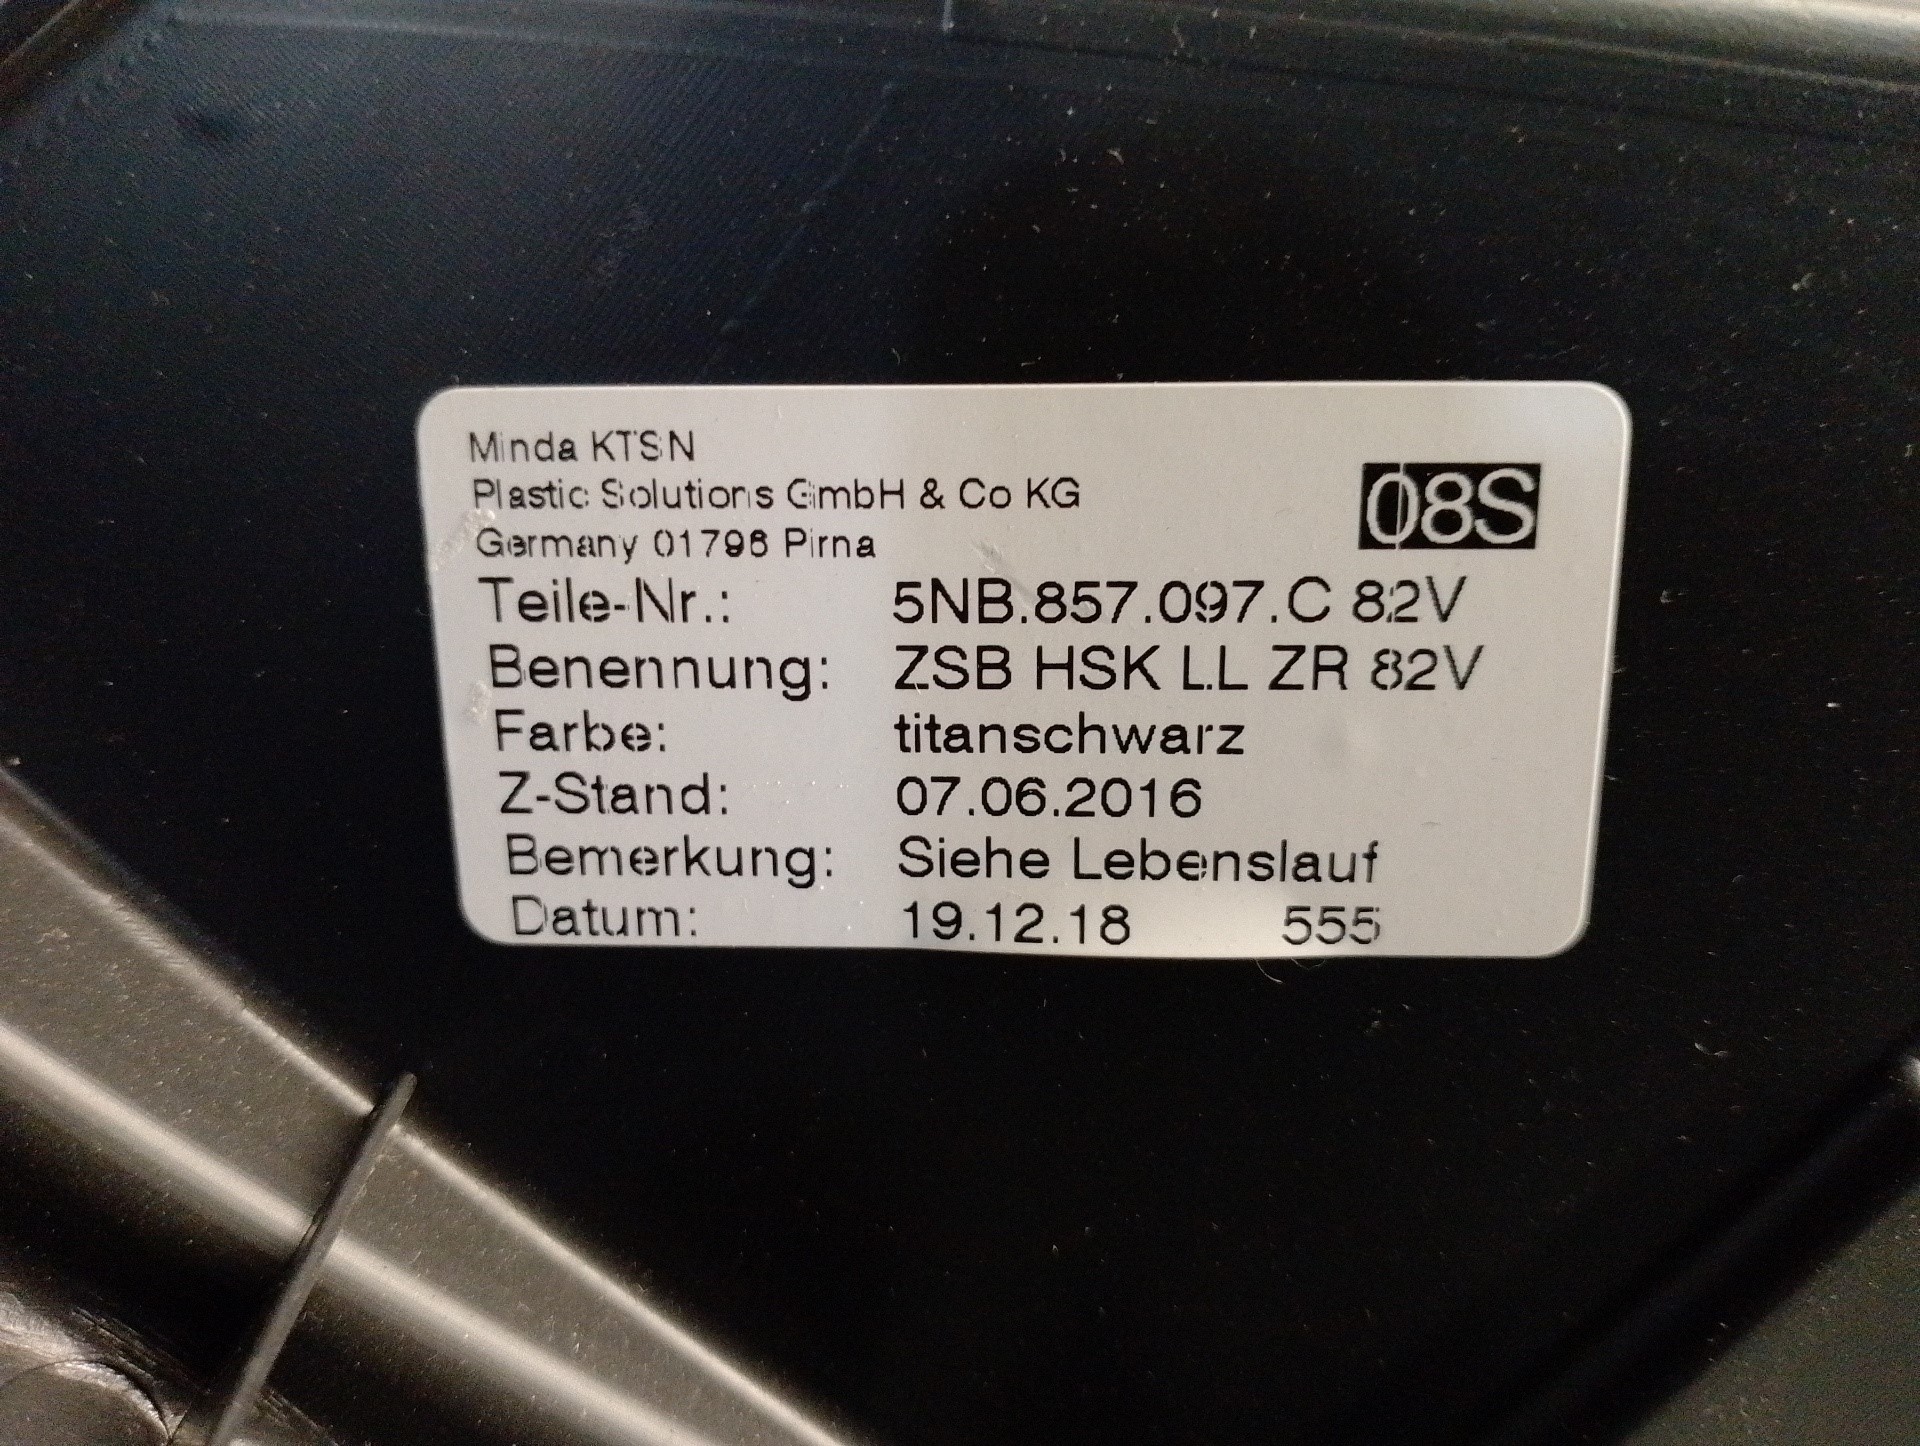 Minda KTSN
Plastic Solutions GmbH & Co KG
Germany 01796 Pirna
08S
Teile-Nr.: 5NB.857.097.C 82V
Benennung: ZSB HSK LL ZR 82V
Farbe: titanschwarz
Z-Stand: 07.06.2016
Bemerkung: Siehe Lebenslauf
Datum: 19.12.18 555